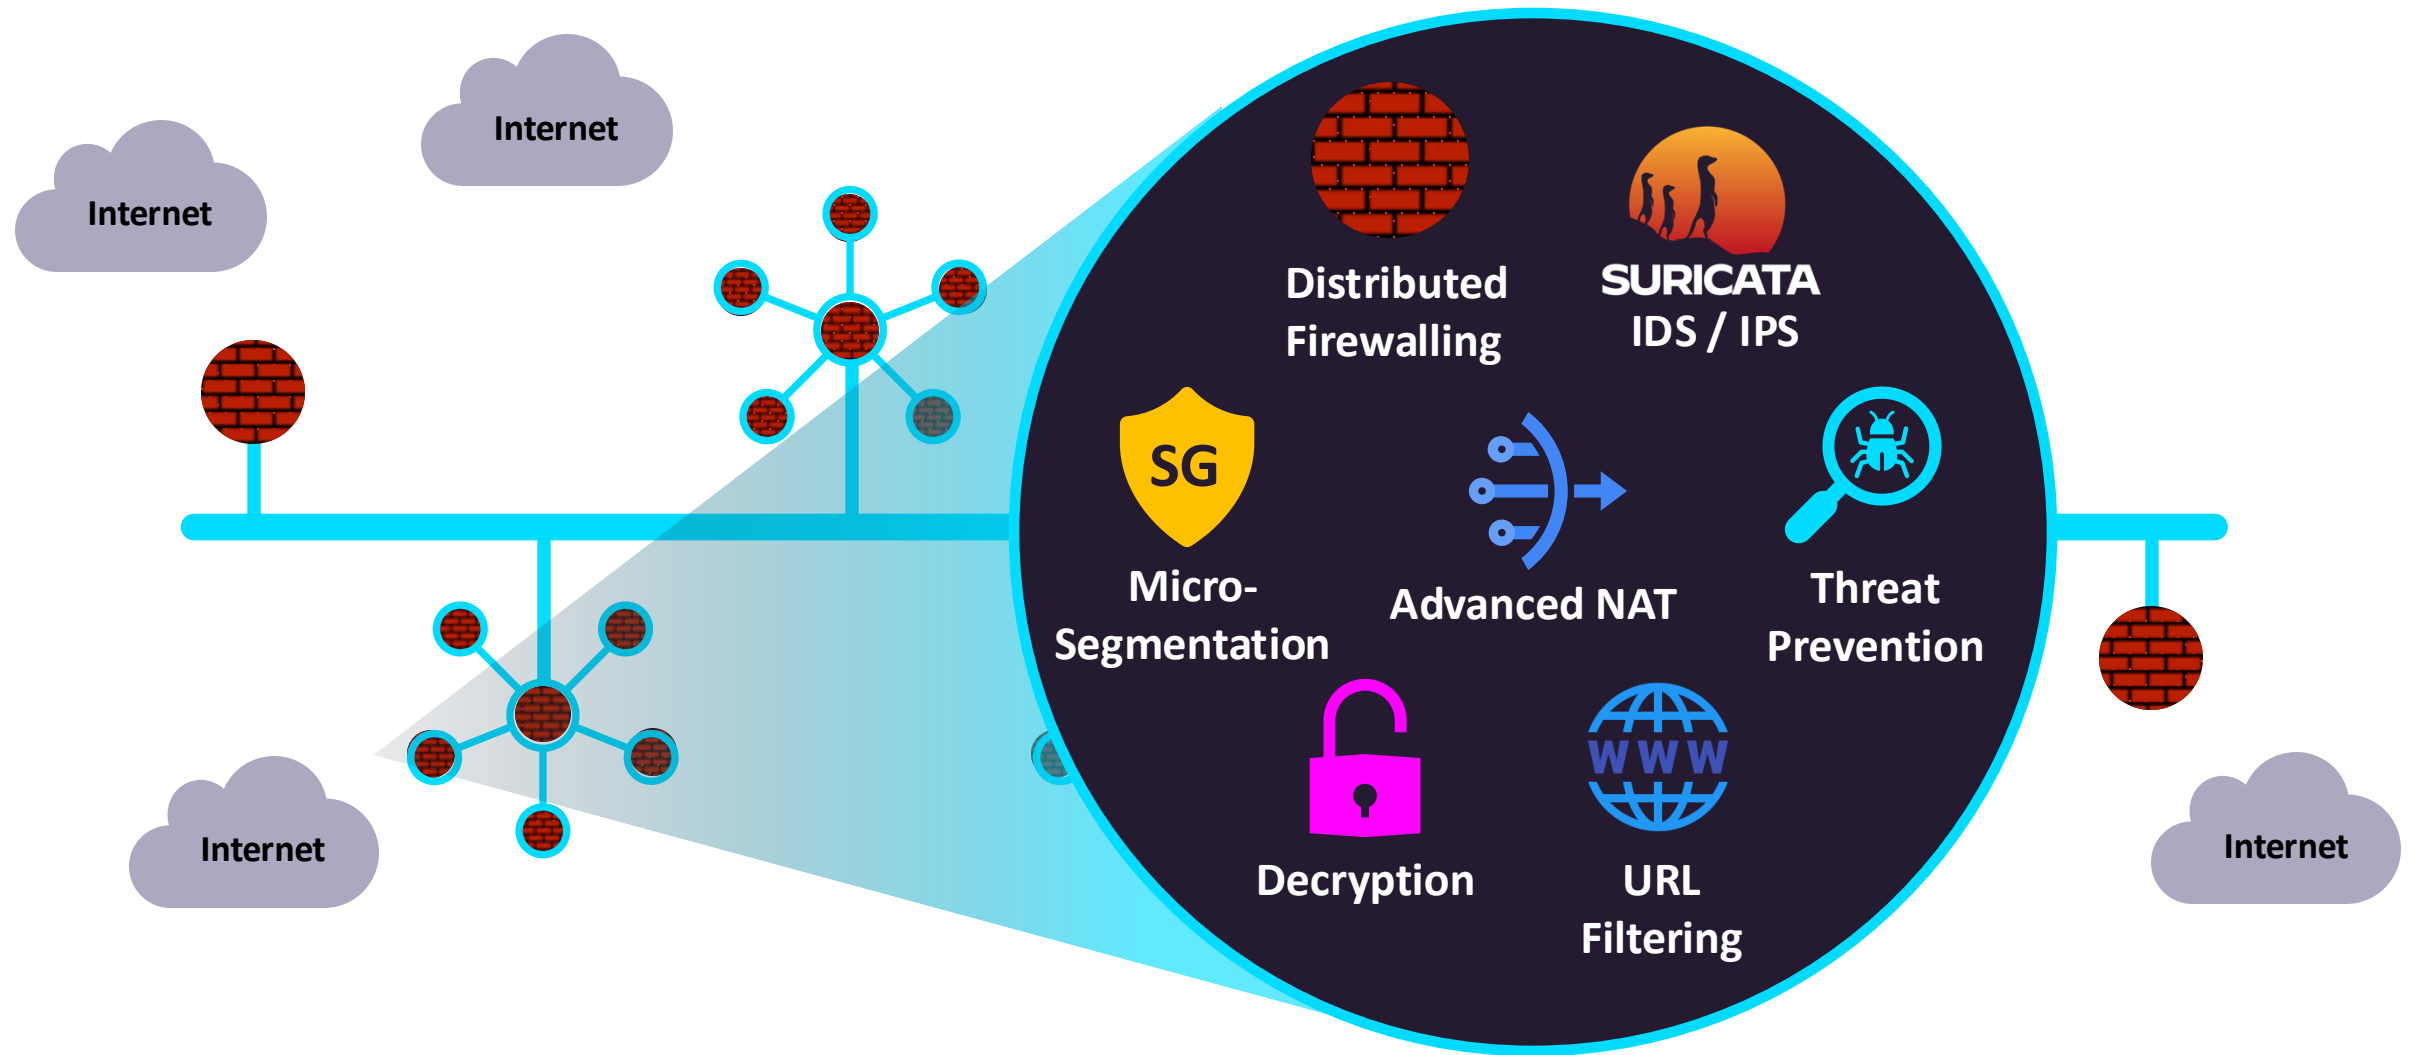 Internet
Internet
Internet
Internet
Distributed
Firewalling
SURICATA
IDS / IPS
SG
Micro-
Segmentation
Advanced NAT
Threat
Prevention
Decryption
WWW
URL
Filtering